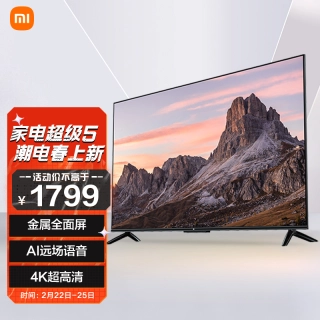 mi
家电超级5
潮电春上新
活动价不高于
¥1799
金属全面屏
AI远场语音
4K超高清
时间：2月22日-25日